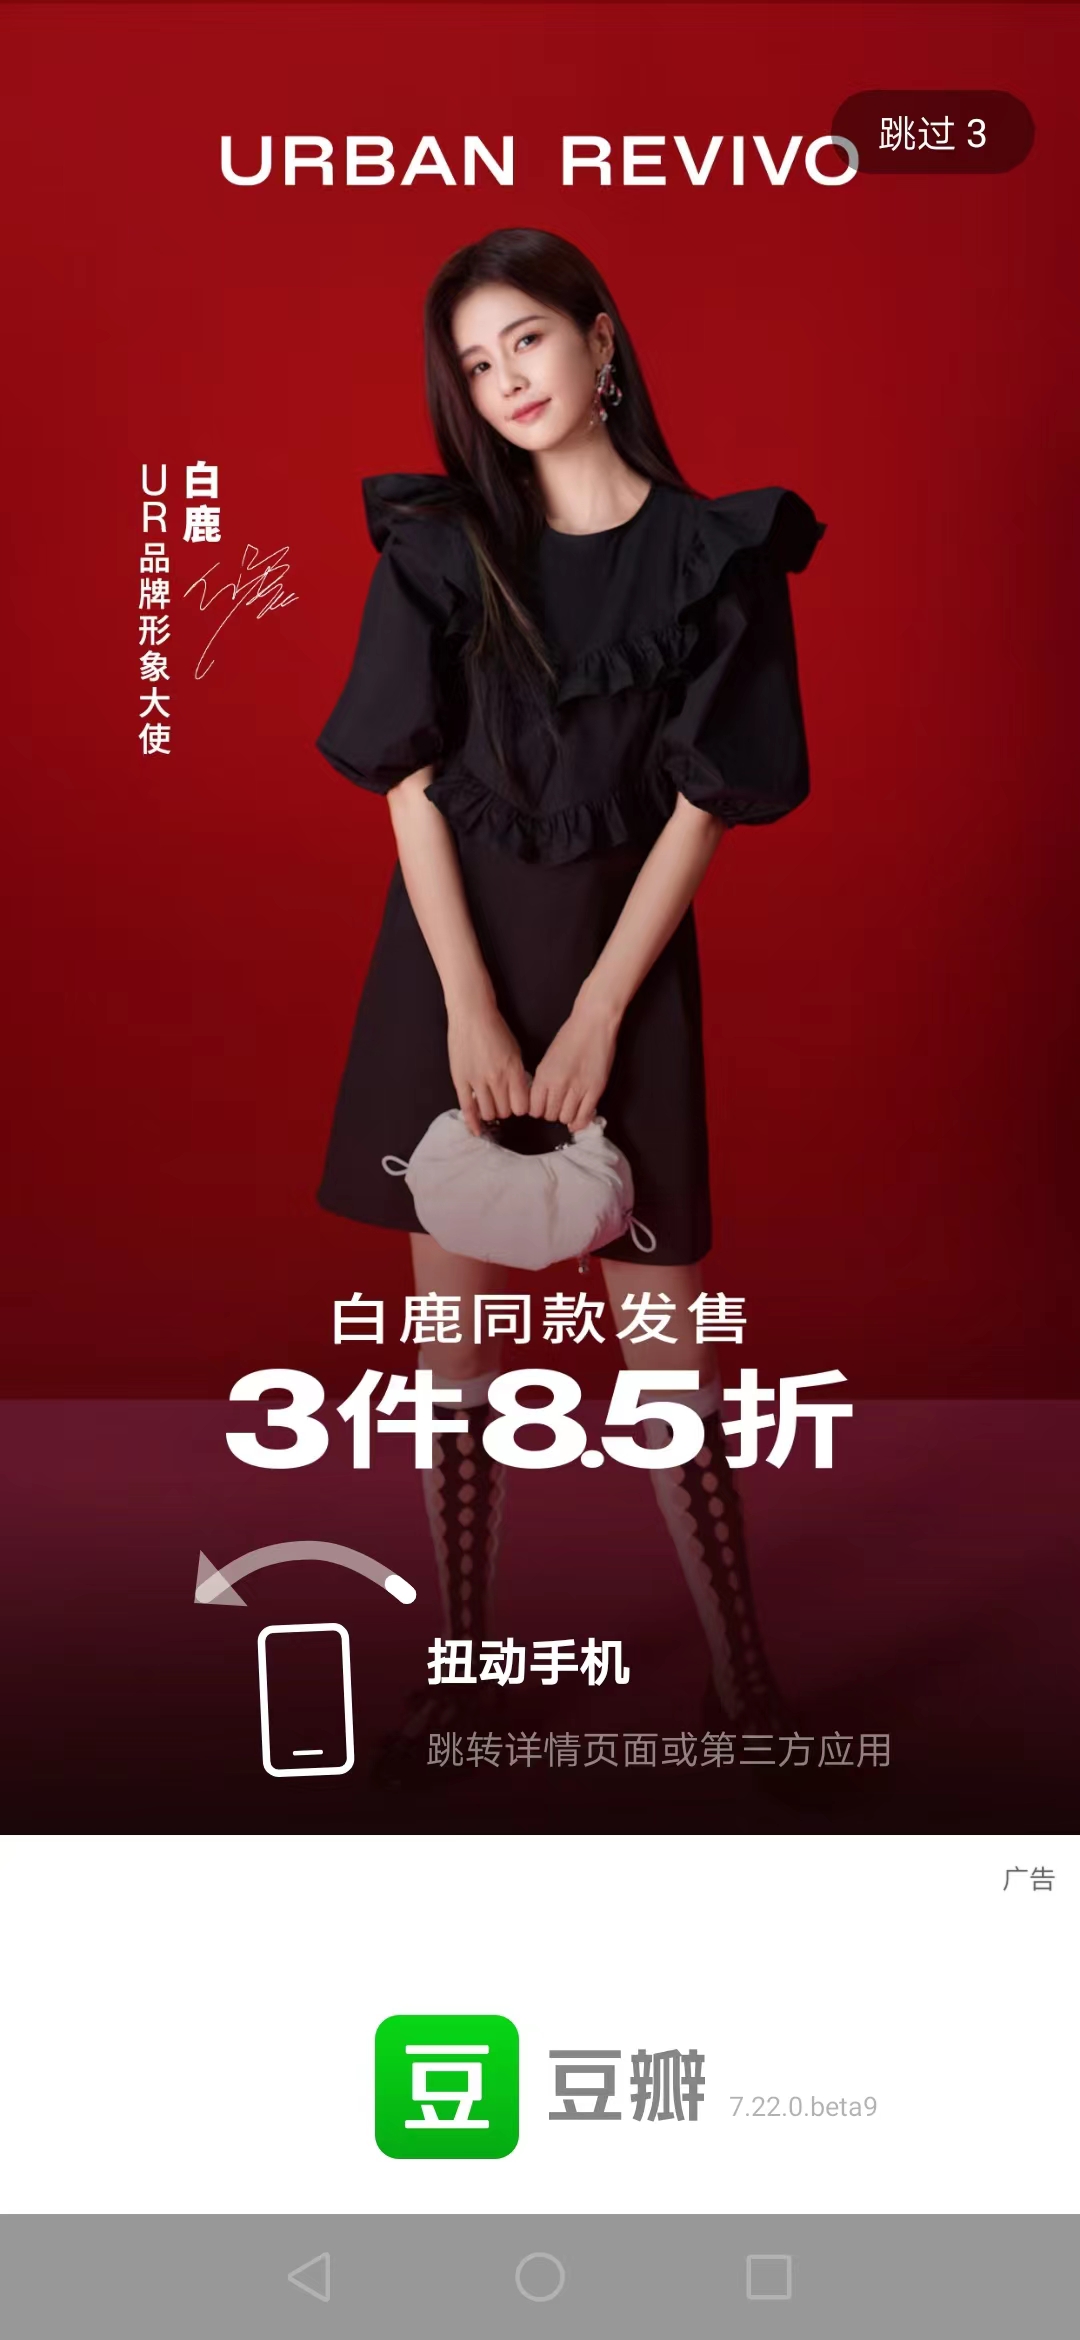 跳过 3
URBAN REVIVO
白鹿
UR品牌形象大使
白鹿同款发售
3件8.5折
扭动手机
跳转详情页面或第三方应用
广告
豆 豆瓣 7.22.0.beta9